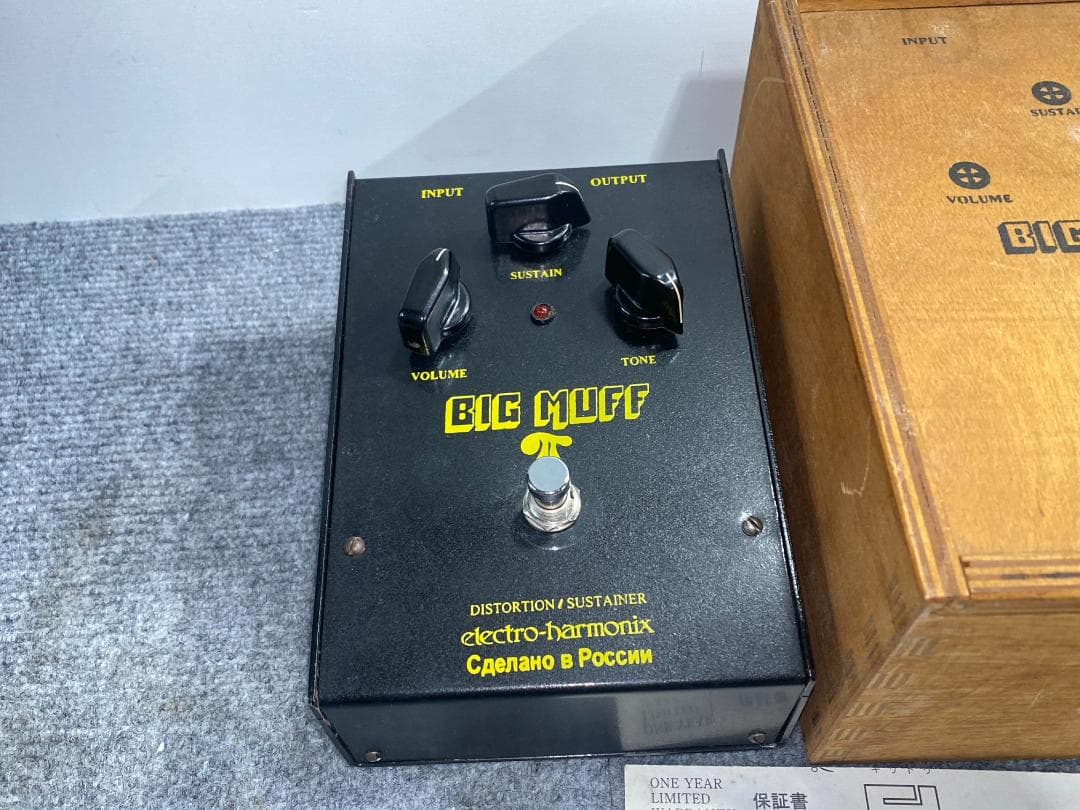 INPUT
OUTPUT
SUSTAIN
VOLUME
TONE
BIG MUFF
π
DISTORTION / SUSTAINER
electro-harmonix
Сделано в России
INPUT
VOLUME
BIG
ONE YEAR
LIMITED
保証書